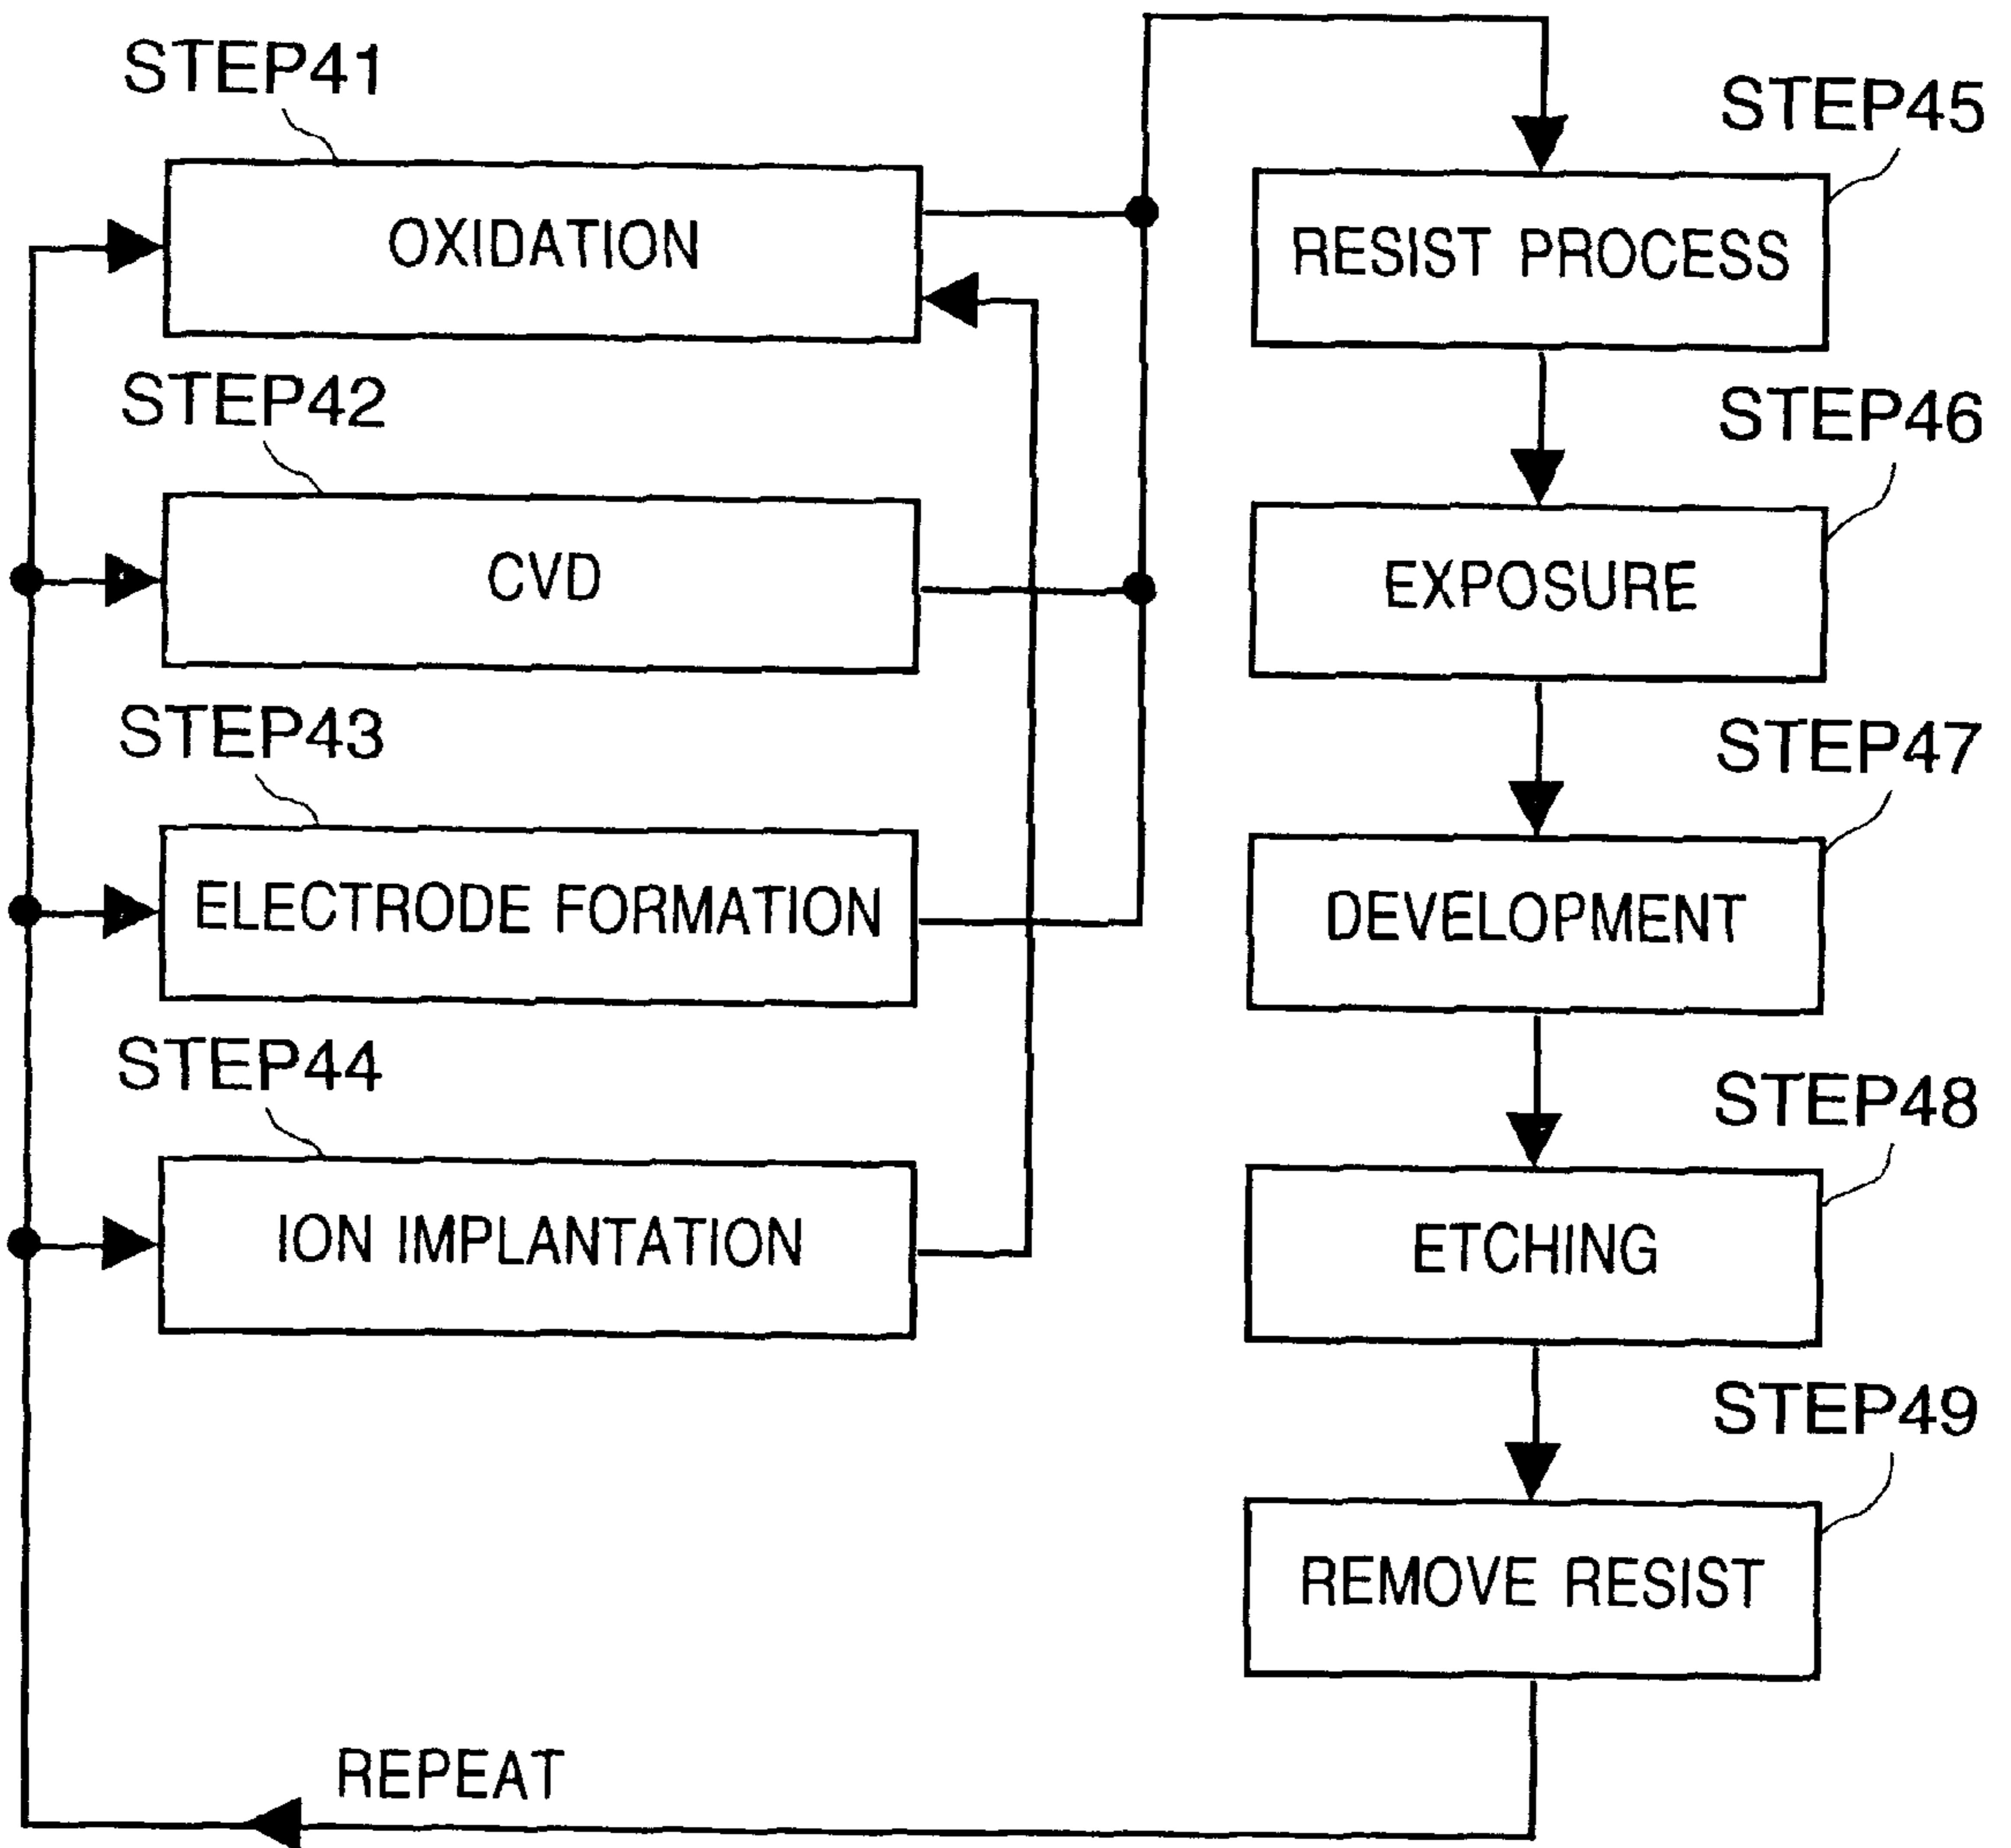 STEP41
OXIDATION
STEP42
CVD
STEP43
ELECTRODE FORMATION
STEP44
ION IMPLANTATION
STEP45
RESIST PROCESS
STEP46
EXPOSURE
STEP47
DEVELOPMENT
STEP48
ETCHING
STEP49
REMOVE RESIST
REPEAT